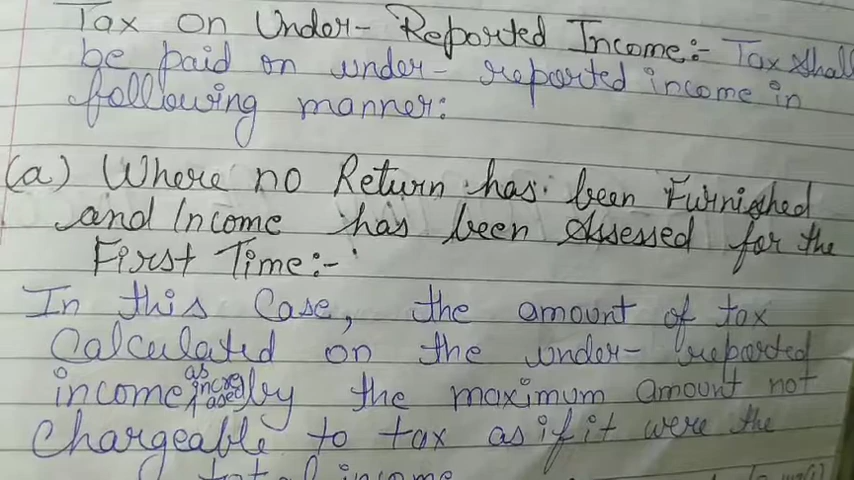 Tax on Under- Reported Income:- Tax shall
be paid on under- reported income in
following manner:
(a) Where no Return has been Furnished
and Income has been Assessed for the
First Time:-
In this Case, the amount of tax
Calculated on the under- reported
income as increased by the maximum amount not
Chargeable to tax as if it were the
total income